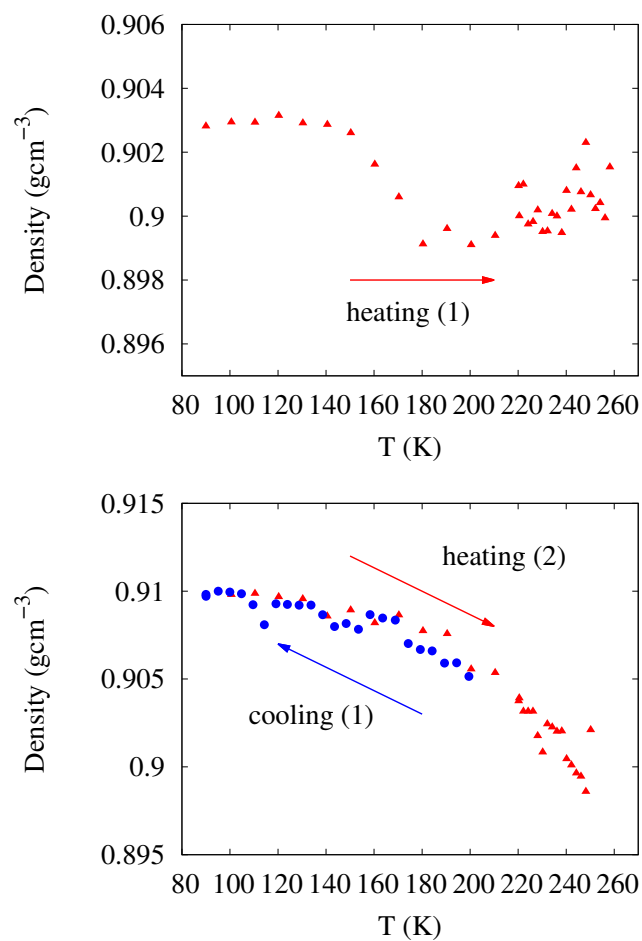 0.906
0.904
0.902
0.9
0.898
0.896
Density (gcm⁻³)
heating (1)
80 100 120 140 160 180 200 220 240 260
T (K)
0.915
0.91
0.905
0.9
0.895
Density (gcm⁻³)
heating (2)
cooling (1)
80 100 120 140 160 180 200 220 240 260
T (K)